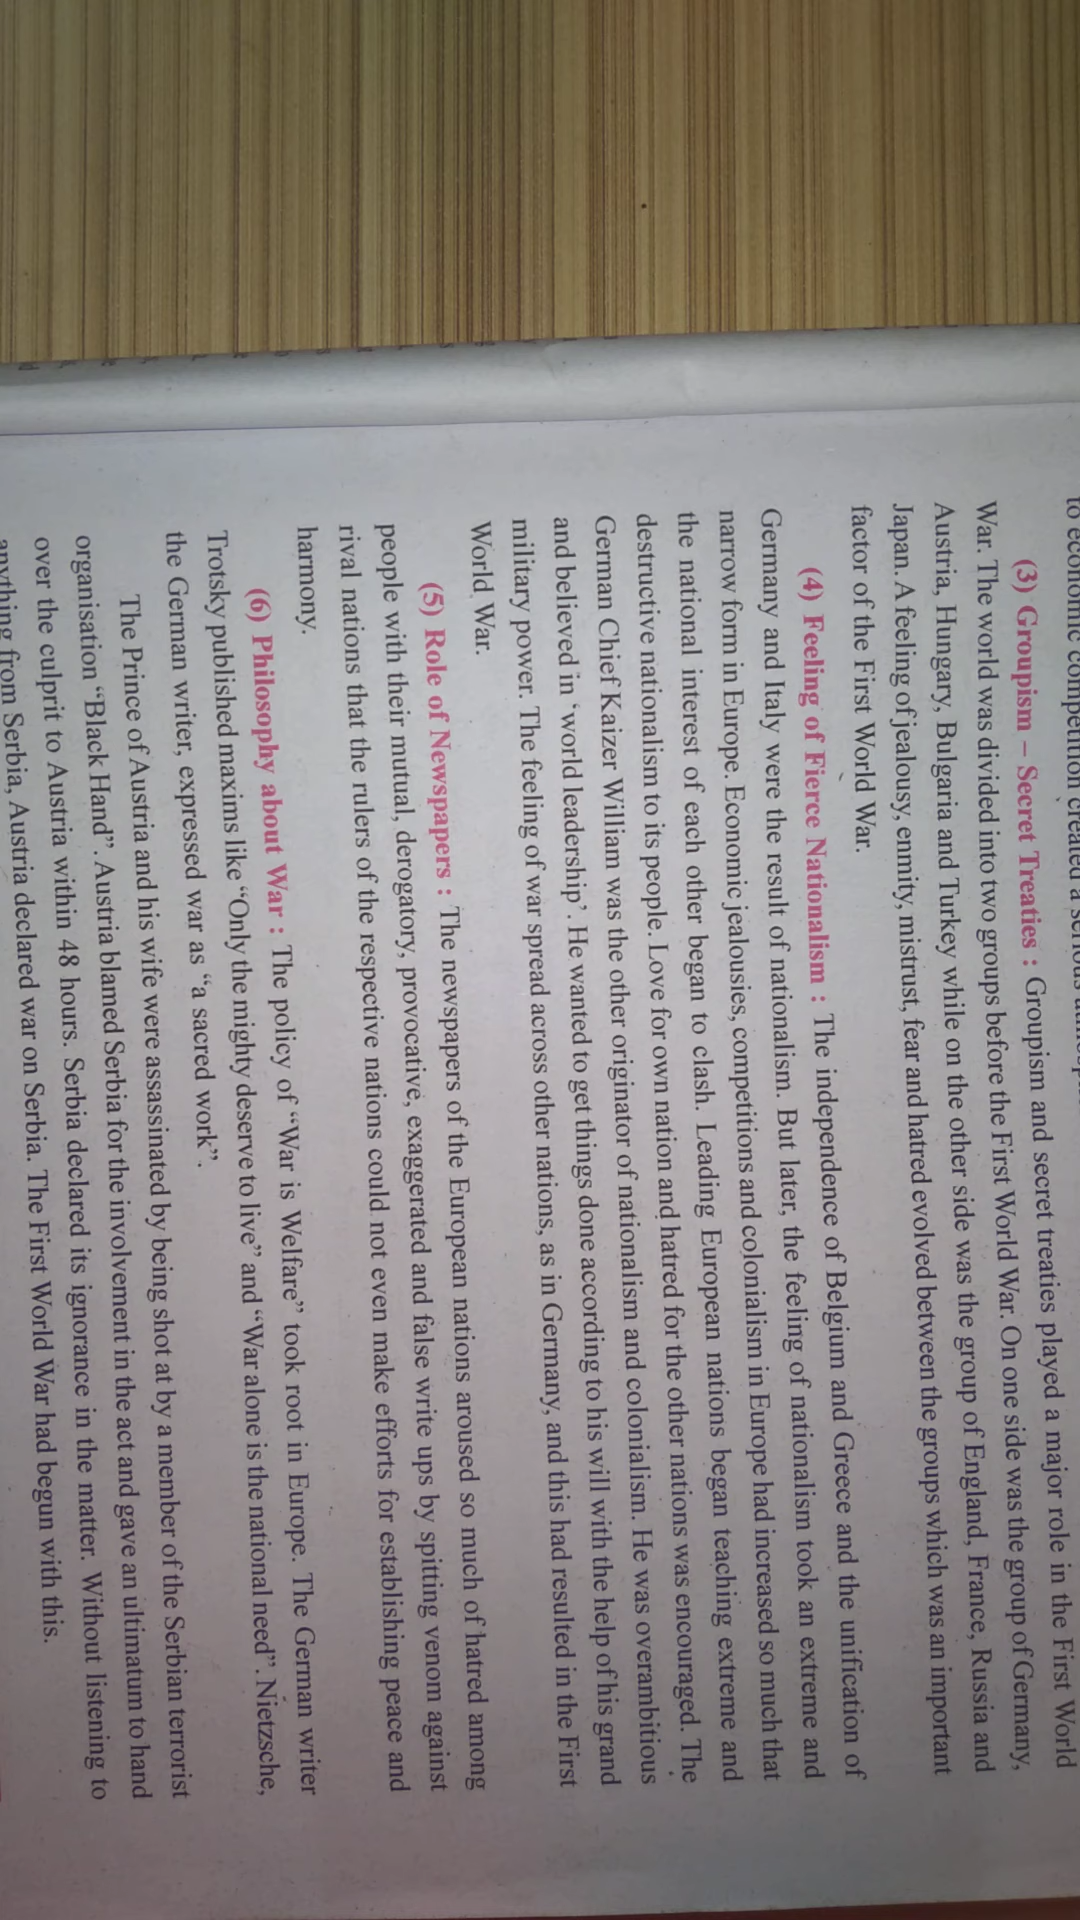 to economic competition created a serious
(3) Groupism – Secret Treaties : Groupism and secret treaties played a major role in the First World
War. The world was divided into two groups before the First World War. On one side was the group of Germany,
Austria, Hungary, Bulgaria and Turkey while on the other side was the group of England, France, Russia and
Japan. A feeling of jealousy, enmity, mistrust, fear and hatred evolved between the groups which was an important
factor of the First World War.
(4) Feeling of Fierce Nationalism : The independence of Belgium and Greece and the unification of
Germany and Italy were the result of nationalism. But later, the feeling of nationalism took an extreme and
narrow form in Europe. Economic jealousies, competitions and colonialism in Europe had increased so much that
the national interest of each other began to clash. Leading European nations began teaching extreme and
destructive nationalism to its people. Love for own nation and hatred for the other nations was encouraged. The
German Chief Kaizer William was the other originator of nationalism and colonialism. He was overambitious
and believed in ‘world leadership’. He wanted to get things done according to his will with the help of his grand
military power. The feeling of war spread across other nations, as in Germany, and this had resulted in the First
World War.
(5) Role of Newspapers : The newspapers of the European nations aroused so much of hatred among
people with their mutual, derogatory, provocative, exaggerated and false write ups by spitting venom against
rival nations that the rulers of the respective nations could not even make efforts for establishing peace and
harmony.
(6) Philosophy about War : The policy of “War is Welfare” took root in Europe. The German writer
Trotsky published maxims like “Only the mighty deserve to live” and “War alone is the national need”. Nietzsche,
the German writer, expressed war as “a sacred work”.
The Prince of Austria and his wife were assassinated by being shot at by a member of the Serbian terrorist
organisation “Black Hand”. Austria blamed Serbia for the involvement in the act and gave an ultimatum to hand
over the culprit to Austria within 48 hours. Serbia declared its ignorance in the matter. Without listening to
anything from Serbia, Austria declared war on Serbia. The First World War had begun with this.